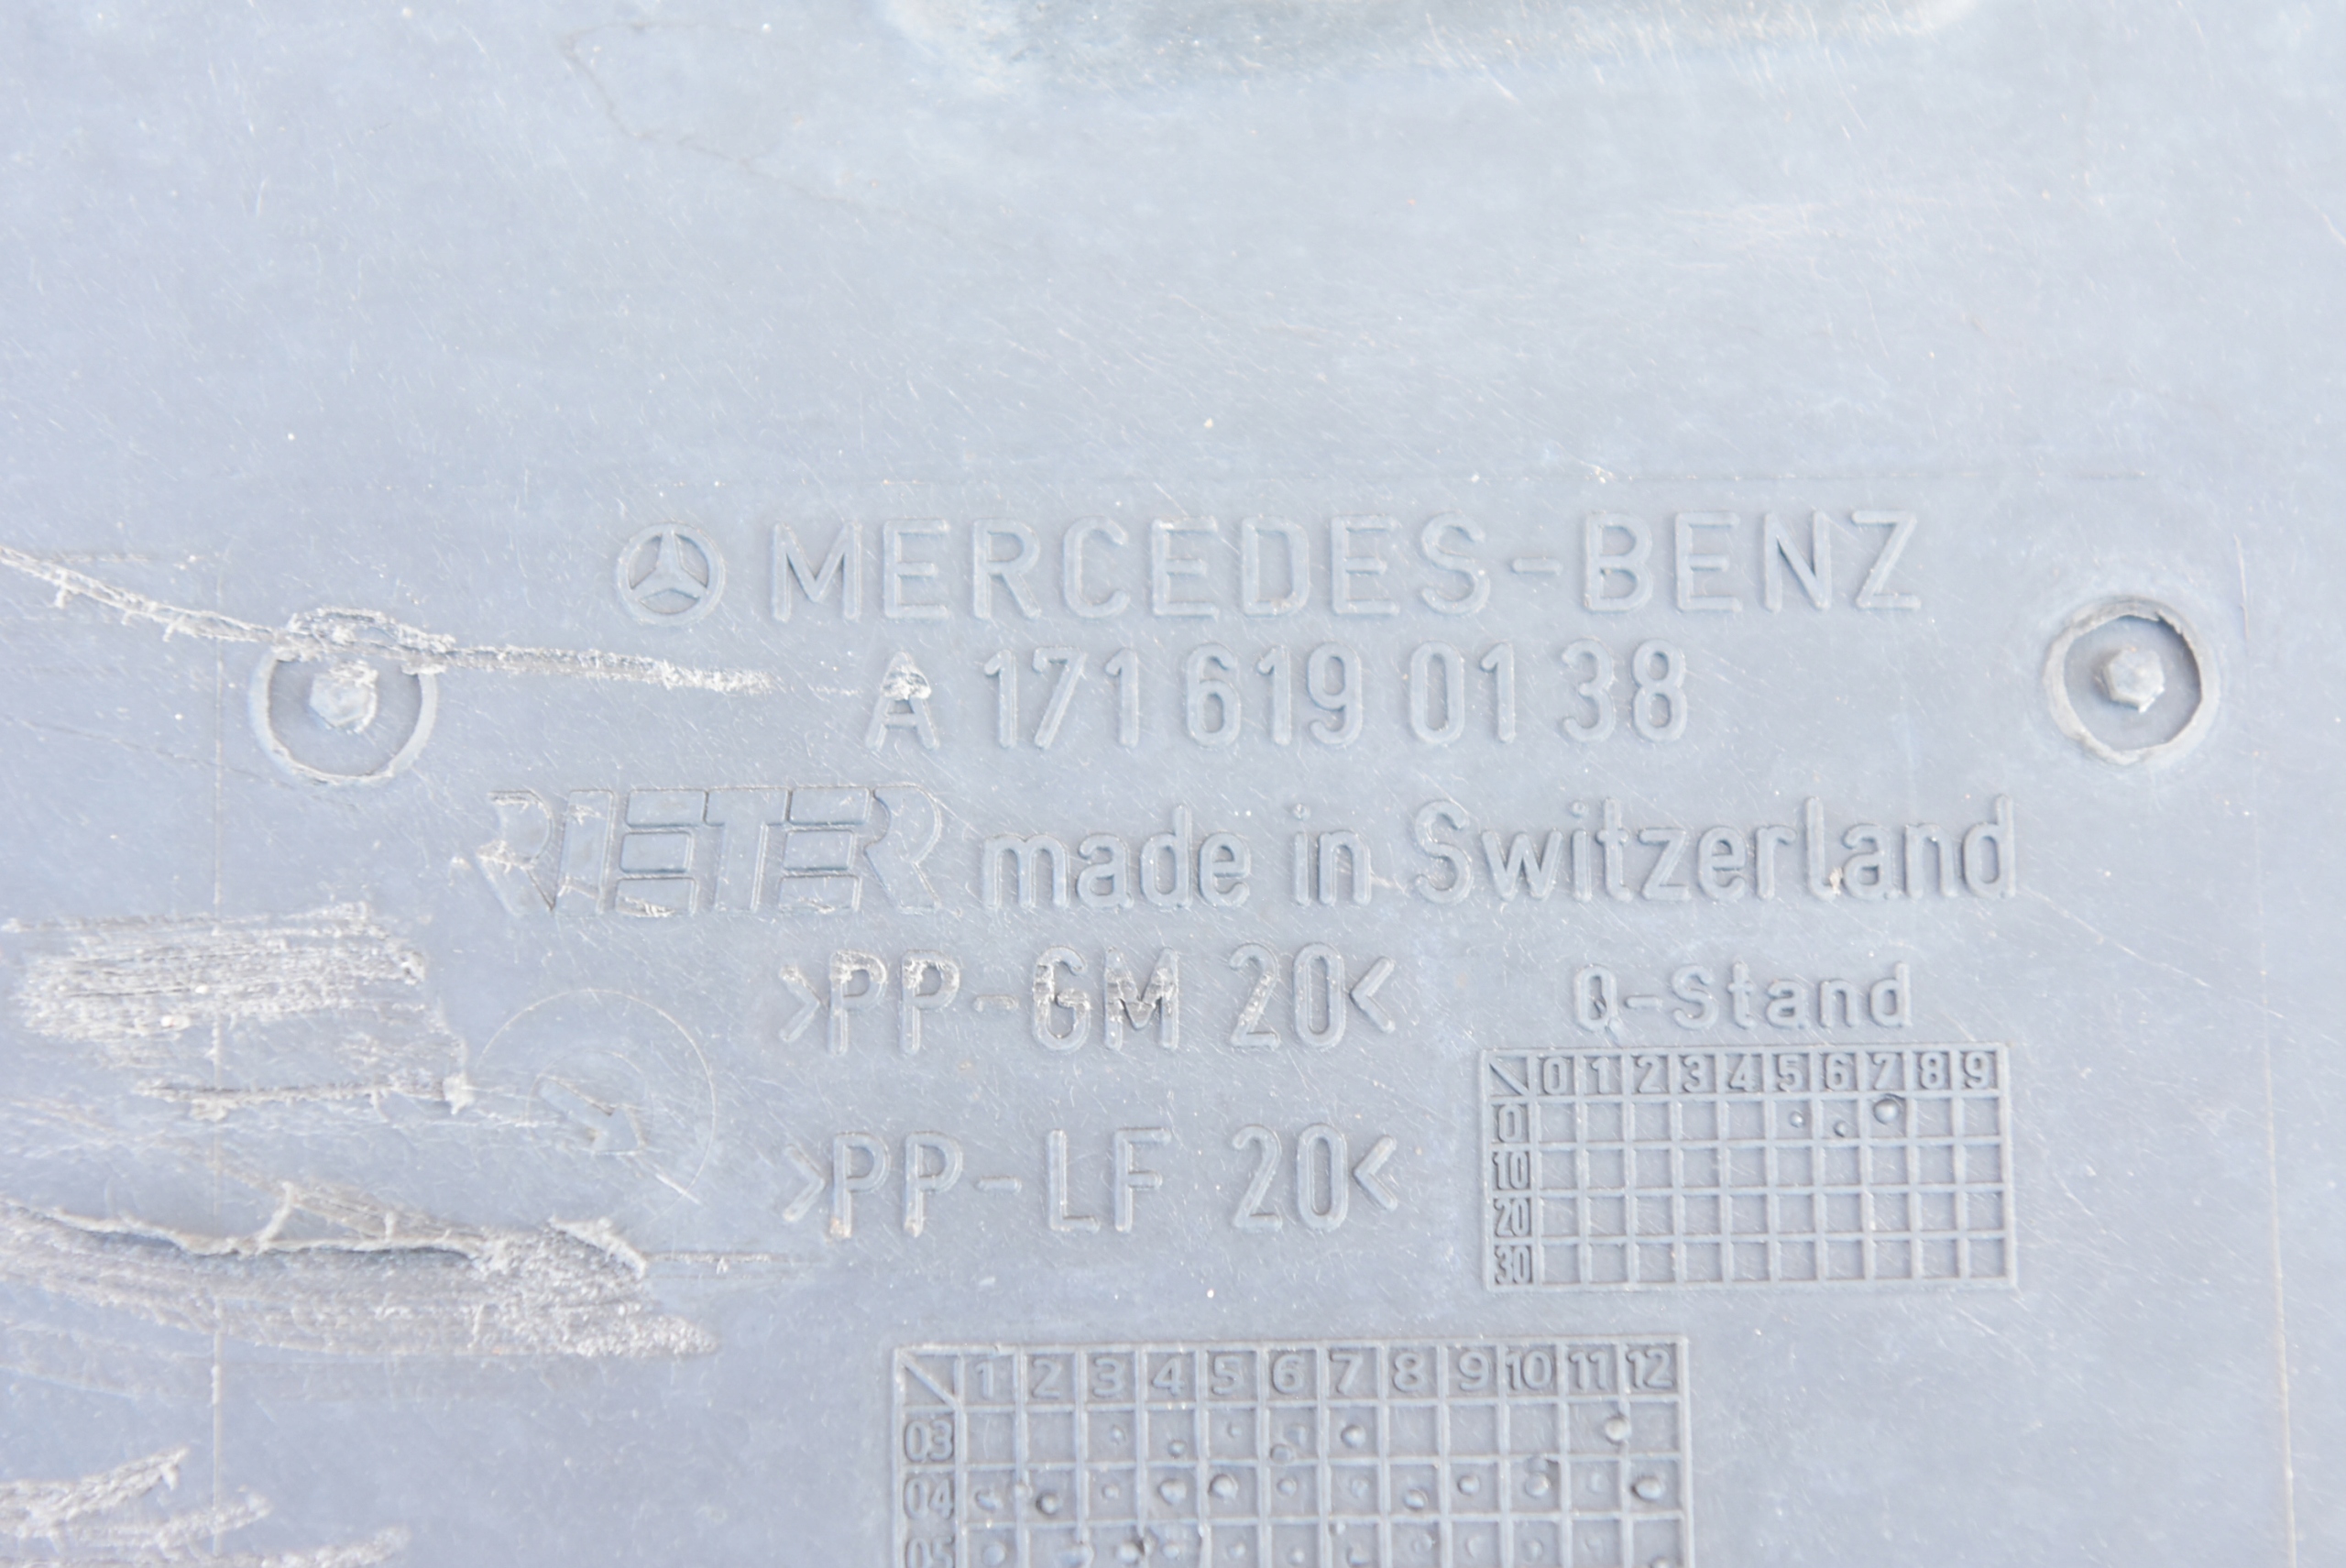 MERCEDES-BENZ
A 171 619 01 38
RIETER made in Switzerland
>PP-GM 20<
Q-Stand
0 1 2 3 4 5 6 7 8 9
0
10
20
30
>PP-LF 20<
1 2 3 4 5 6 7 8 9 10 11 12
03
04
05